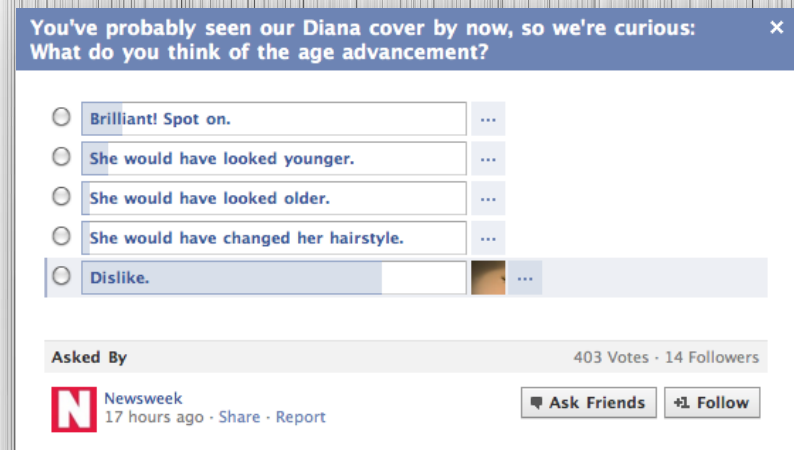 You've probably seen our Diana cover by now, so we're curious:
What do you think of the age advancement?
×
Brilliant! Spot on.
...
She would have looked younger.
...
She would have looked older.
...
She would have changed her hairstyle.
...
Dislike.
...
Asked By
403 Votes · 14 Followers
N
Newsweek
17 hours ago · Share · Report
Ask Friends
+1 Follow